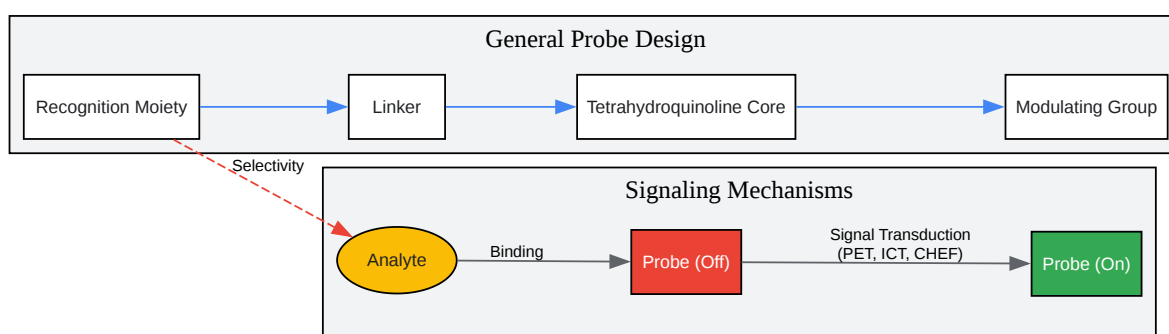 General Probe Design
Recognition Moiety
Linker
Tetrahydroquinoline Core
Modulating Group
Selectivity
Signaling Mechanisms
Analyte
Binding
Probe (Off)
Signal Transduction
(PET, ICT, CHEF)
Probe (On)